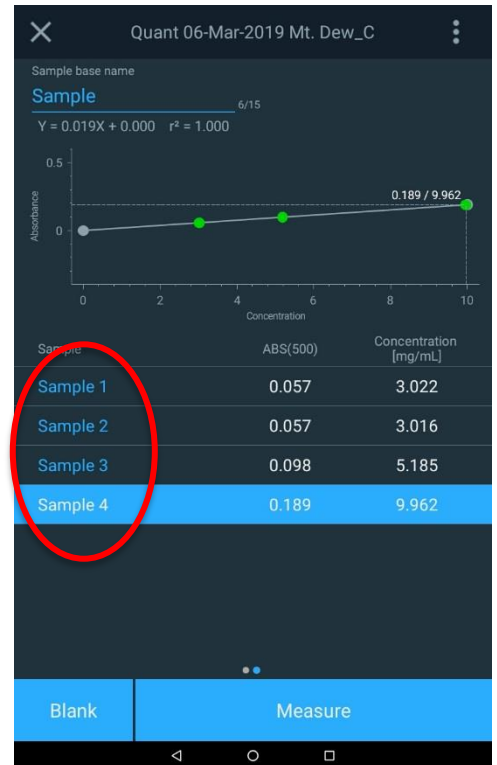 Quant 06-Mar-2019 Mt. Dew_C
Sample base name
Sample
6/15
Y = 0.019X + 0.000 r² = 1.000
0.5
0.189 / 9.962
Absorbance
0
0 2 4 6 8 10
Concentration
Sample ABS(500) Concentration
[mg/mL]
Sample 1 0.057 3.022
Sample 2 0.057 3.016
Sample 3 0.098 5.185
Sample 4 0.189 9.962
Blank Measure